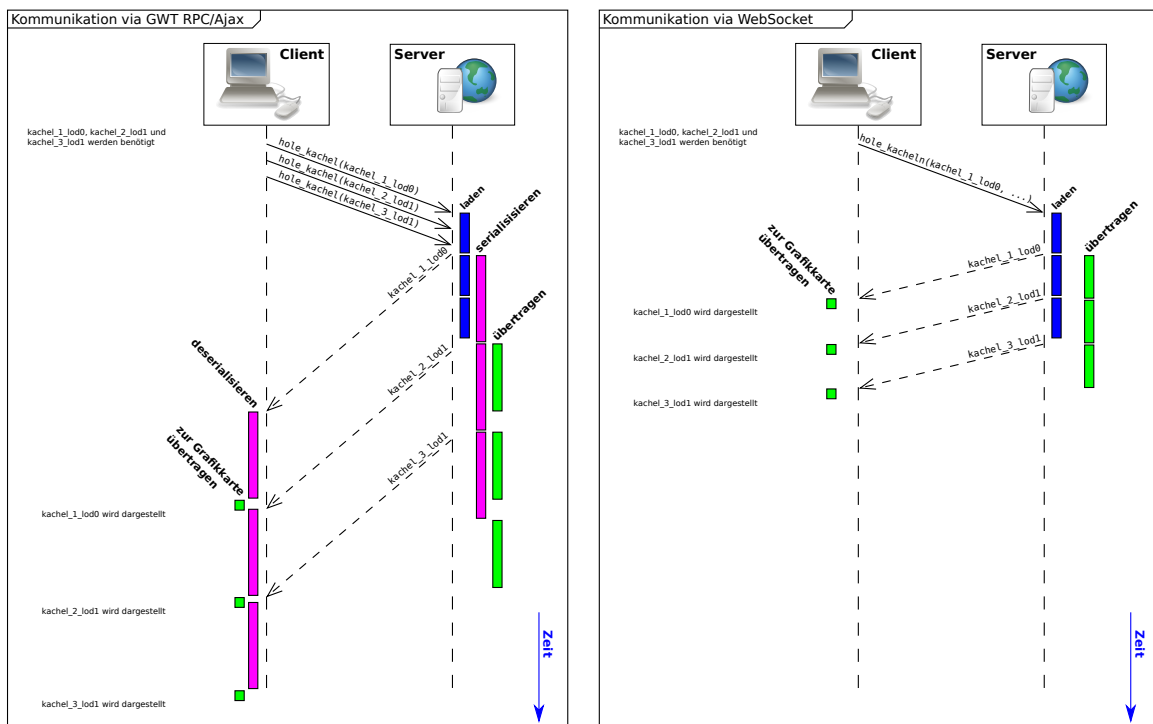 Kommunikation via GWT RPC/Ajax
Client
Server
kachel_1_lod0, kachel_2_lod1 und
kachel_3_lod1 werden benötigt
hole_kachel(kachel_1_lod0)
hole_kachel(kachel_2_lod1)
hole_kachel(kachel_3_lod1)
laden
serialisisieren
kachel_1_lod0
übertragen
deserialisieren
kachel_2_lod1
zur Grafikkarte
übertragen
kachel_3_lod1
kachel_1_lod0 wird dargestellt
kachel_2_lod1 wird dargestellt
Zeit
kachel_3_lod1 wird dargestellt
Kommunikation via WebSocket
Client
Server
kachel_1_lod0, kachel_2_lod1 und
kachel_3_lod1 werden benötigt
hole_kacheln(kachel_1_lod0, ...)
laden
übertragen
zur Grafikkarte
übertragen
kachel_1_lod0
kachel_1_lod0 wird dargestellt
kachel_2_lod1
kachel_2_lod1 wird dargestellt
kachel_3_lod1
kachel_3_lod1 wird dargestellt
Zeit